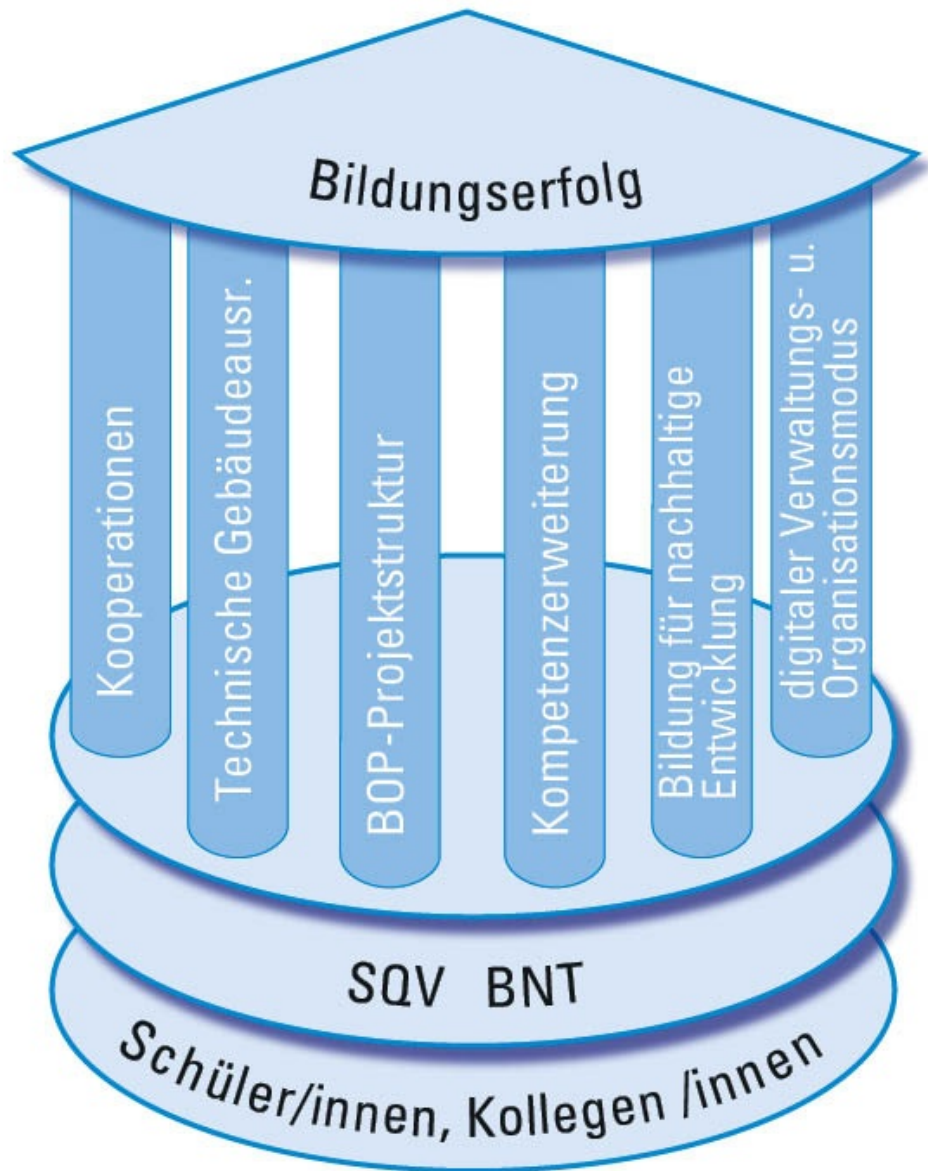 Bildungserfolg
Kooperationen
Technische Gebäudeausr.
BOP-Projektstruktur
Kompetenzerweiterung
Bildung für nachhaltige
Entwicklung
digitaler Verwaltungs- u.
Organisationsmodus
SQV BNT
Schüler/innen, Kollegen /innen